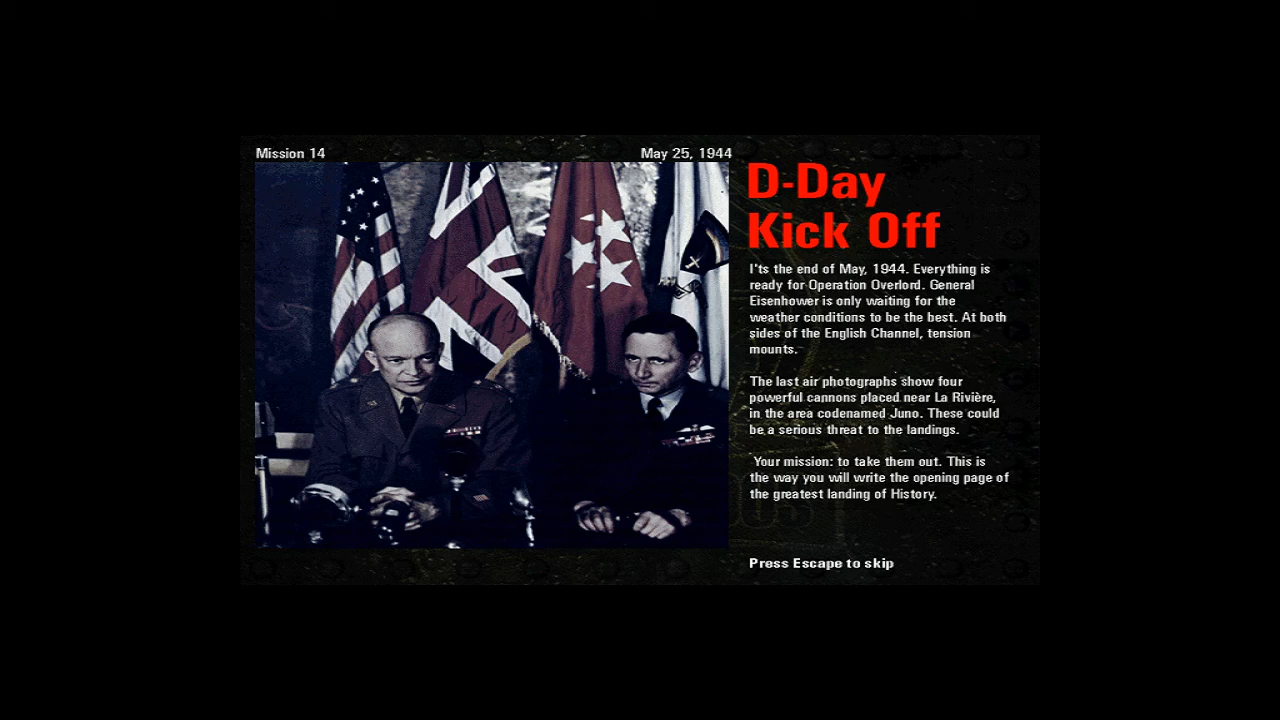 Mission 14
May 25, 1944
D-Day
Kick Off
I'ts the end of May, 1944. Everything is
ready for Operation Overlord. General
Eisenhower is only waiting for the
weather conditions to be the best. At both
sides of the English Channel, tension
mounts.
The last air photographs show four
powerful cannons placed near La Rivière,
in the area codenamed Juno. These could
be a serious threat to the landings.
Your mission: to take them out. This is
the way you will write the opening page of
the greatest landing of History.
Press Escape to skip